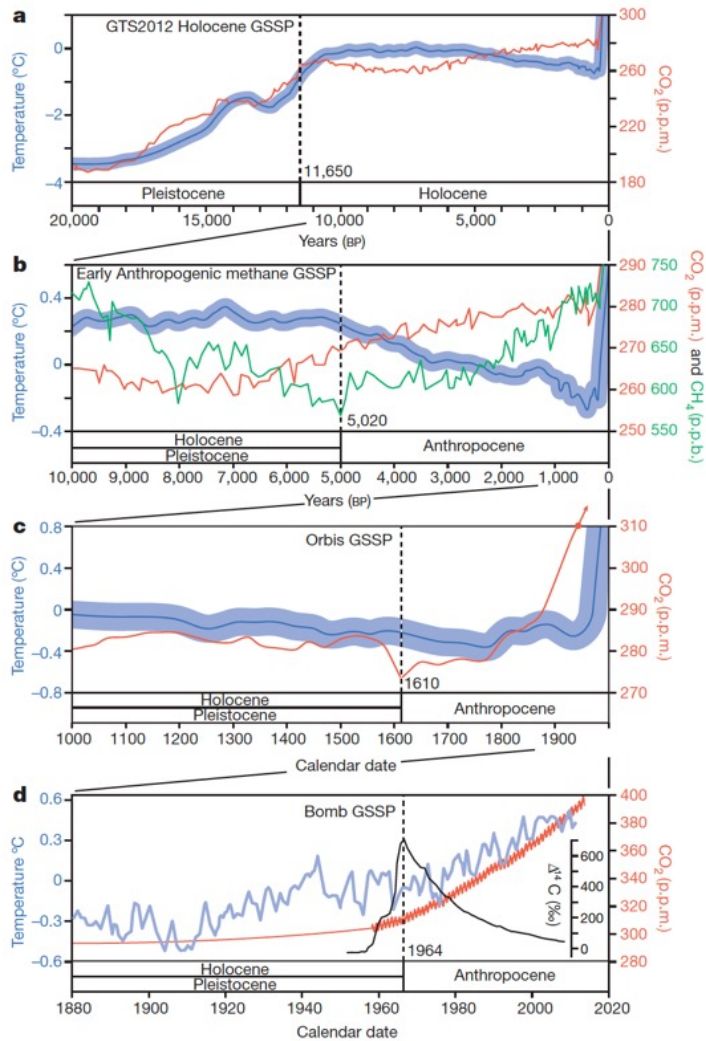 a
GTS2012 Holocene GSSP
Temperature (°C)
0
−2
−4
300
260
220
180
CO2 (p.p.m.)
11,650
Pleistocene
Holocene
20,000 15,000 10,000 5,000 0
Years (BP)
b
Early Anthropogenic methane GSSP
Temperature (°C)
0.4
0
−0.4
290
280
270
260
250
750
700
650
600
550
CO2 (p.p.m.) and CH4 (p.p.b.)
5,020
Holocene
Anthropocene
Pleistocene
10,000 9,000 8,000 7,000 6,000 5,000 4,000 3,000 2,000 1,000 0
Years (BP)
c
Orbis GSSP
Temperature (°C)
0.8
0
−0.4
−0.8
310
300
290
280
270
CO2 (p.p.m.)
1610
Holocene
Anthropocene
Pleistocene
1000 1100 1200 1300 1400 1500 1600 1700 1800 1900
Calendar date
d
Bomb GSSP
Temperature °C
0.6
0.3
0
−0.3
−0.6
400
380
360
340
320
300
280
CO2 (p.p.m.)
600
400
200
0
Δ14 C (‰)
1964
Holocene
Anthropocene
Pleistocene
1880 1900 1920 1940 1960 1980 2000 2020
Calendar date